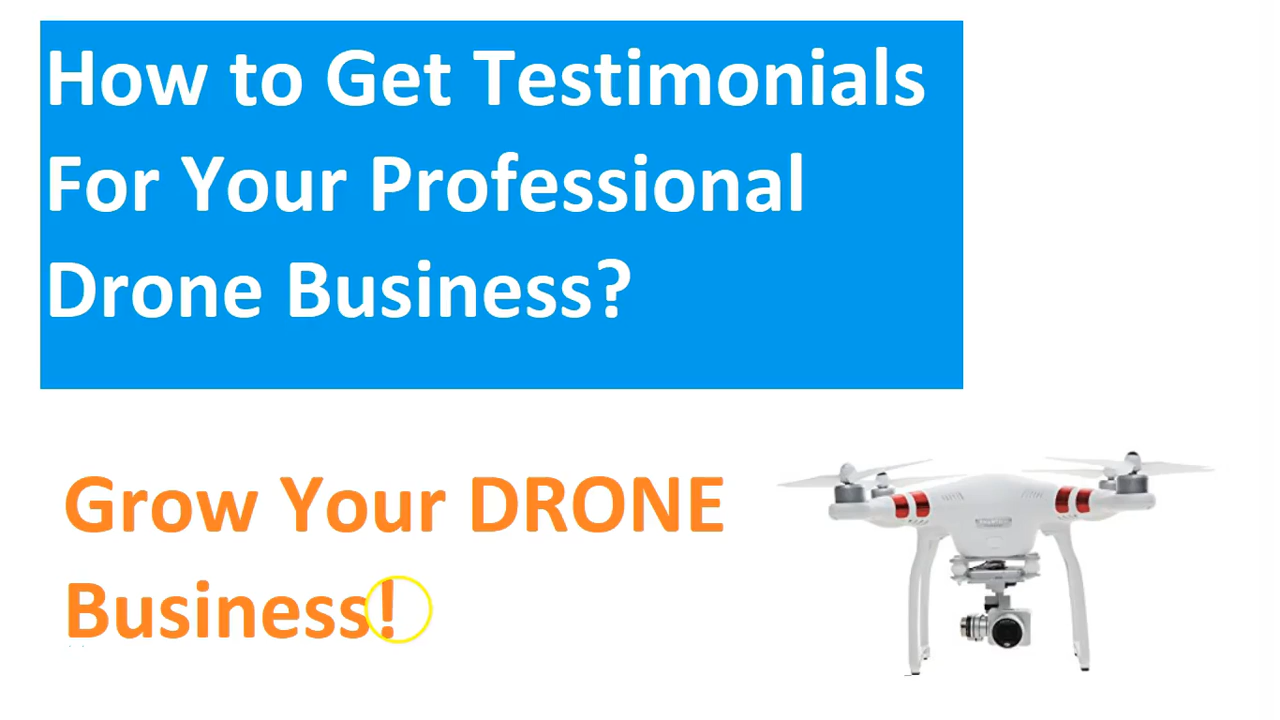 How to Get Testimonials
For Your Professional
Drone Business?
Grow Your DRONE
Business!